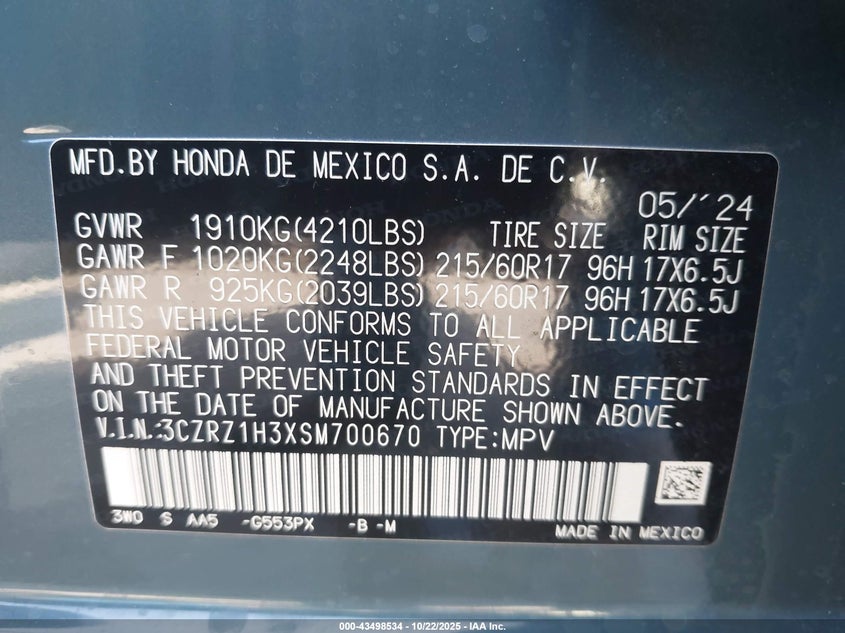 MFD.BY HONDA DE MEXICO S.A. DE C.V.
05/'24
GVWR 1910KG(4210LBS) TIRE SIZE RIM SIZE
GAWR F 1020KG(2248LBS) 215/60R17 96H 17X6.5J
GAWR R 925KG(2039LBS) 215/60R17 96H 17X6.5J
THIS VEHICLE CONFORMS TO ALL APPLICABLE
FEDERAL MOTOR VEHICLE SAFETY
AND THEFT PREVENTION STANDARDS IN EFFECT
ON THE DATE OF MANUFACTURE SHOWN ABOVE.
V.I.N.:3CZRZ1H3XSM700670 TYPE:MPV
3W0 S AA5 -G553PX -B -M
MADE IN MEXICO
000-43498534 - 10/22/2025 - IAA Inc.